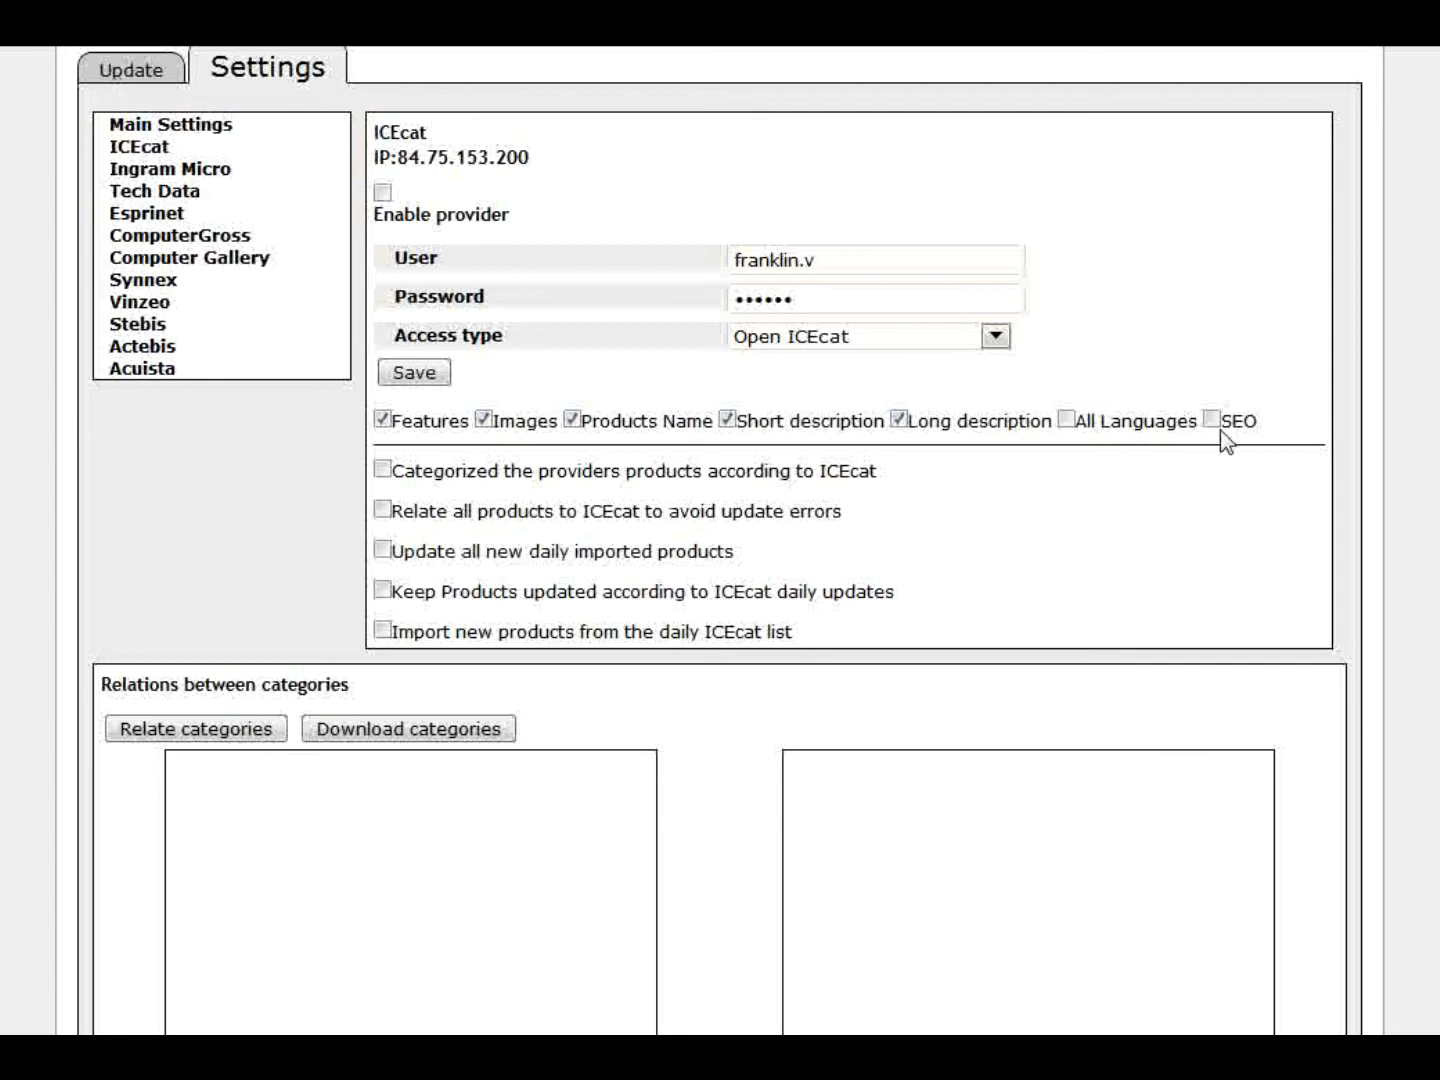 Update
Settings
Main Settings
ICEcat
Ingram Micro
Tech Data
Esprinet
ComputerGross
Computer Gallery
Synnex
Vinzeo
Stebis
Actebis
Acuista
ICEcat
IP:84.75.153.200
Enable provider
User franklin.v
Password ••••••
Access type Open ICEcat
Save
Features Images Products Name Short description Long description All Languages SEO
Categorized the providers products according to ICEcat
Relate all products to ICEcat to avoid update errors
Update all new daily imported products
Keep Products updated according to ICEcat daily updates
Import new products from the daily ICEcat list
Relations between categories
Relate categories Download categories